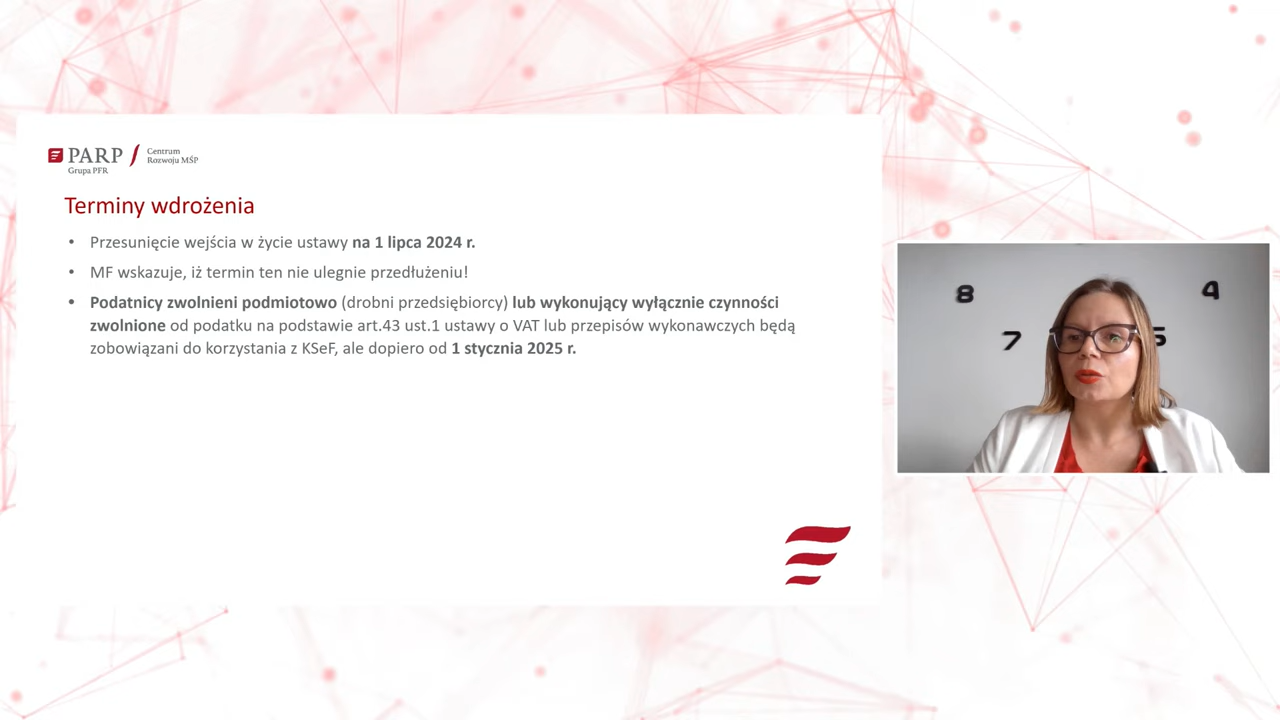 PARP
Grupa PFR
Centrum
Rozwoju MŚP
Terminy wdrożenia
• Przesunięcie wejścia w życie ustawy na 1 lipca 2024 r.
• MF wskazuje, iż termin ten nie ulegnie przedłużeniu!
• Podatnicy zwolnieni podmiotowo (drobni przedsiębiorcy) lub wykonujący wyłącznie czynności
zwolnione od podatku na podstawie art.43 ust.1 ustawy o VAT lub przepisów wykonawczych będą
zobowiązani do korzystania z KSeF, ale dopiero od 1 stycznia 2025 r.
8
4
7
5